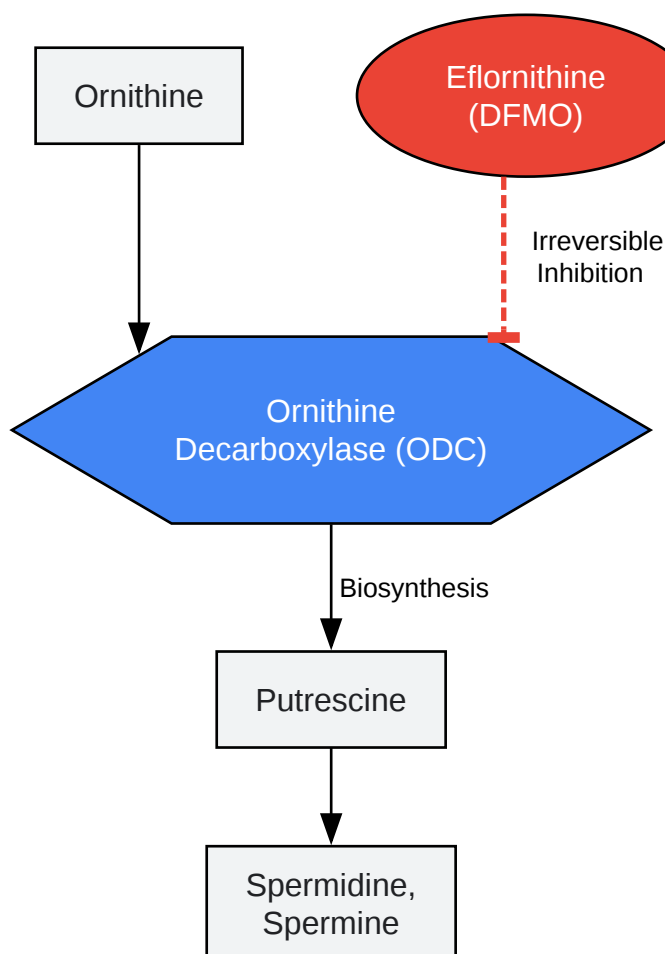 Ornithine
Eflornithine
(DFMO)
Irreversible
Inhibition
Ornithine
Decarboxylase (ODC)
Biosynthesis
Putrescine
Spermidine,
Spermine